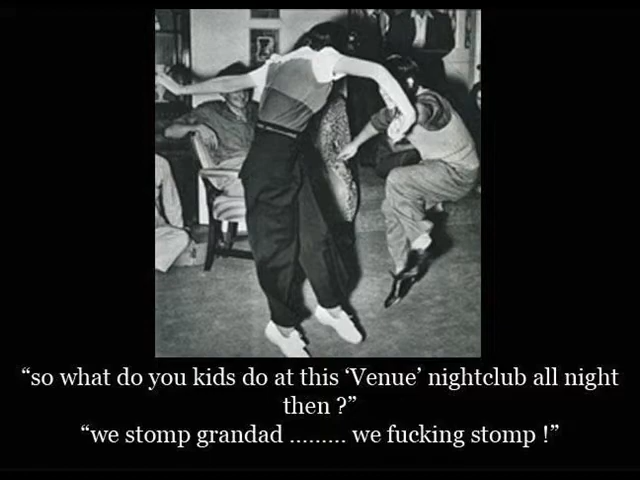 “so what do you kids do at this ‘Venue’ nightclub all night
then ?”
“we stomp grandad ......... we fucking stomp !”